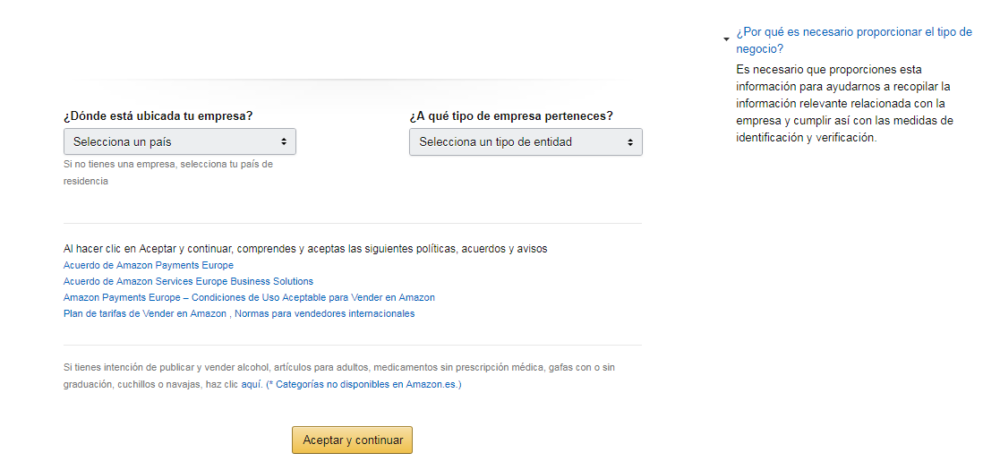 ¿Por qué es necesario proporcionar el tipo de
negocio?
Es necesario que proporciones esta
información para ayudarnos a recopilar la
información relevante relacionada con la
empresa y cumplir así con las medidas de
identificación y verificación.
¿Dónde está ubicada tu empresa?
Selecciona un país
Si no tienes una empresa, selecciona tu país de
residencia
¿A qué tipo de empresa perteneces?
Selecciona un tipo de entidad
Al hacer clic en Aceptar y continuar, comprendes y aceptas las siguientes políticas, acuerdos y avisos
Acuerdo de Amazon Payments Europe
Acuerdo de Amazon Services Europe Business Solutions
Amazon Payments Europe – Condiciones de Uso Aceptable para Vender en Amazon
Plan de tarifas de Vender en Amazon , Normas para vendedores internacionales
Si tienes intención de publicar y vender alcohol, artículos para adultos, medicamentos sin prescripción médica, gafas con o sin
graduación, cuchillos o navajas, haz clic aquí. (* Categorías no disponibles en Amazon.es.)
Aceptar y continuar